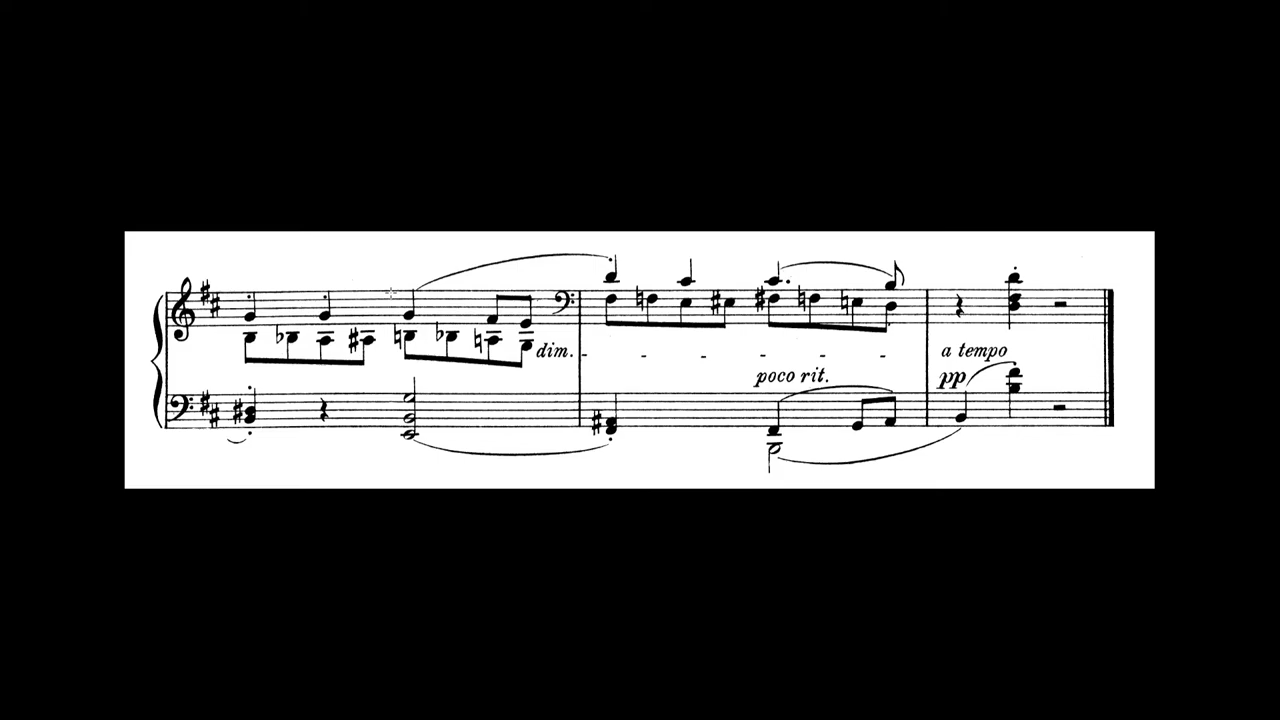 dim.
a tempo
poco rit.
pp